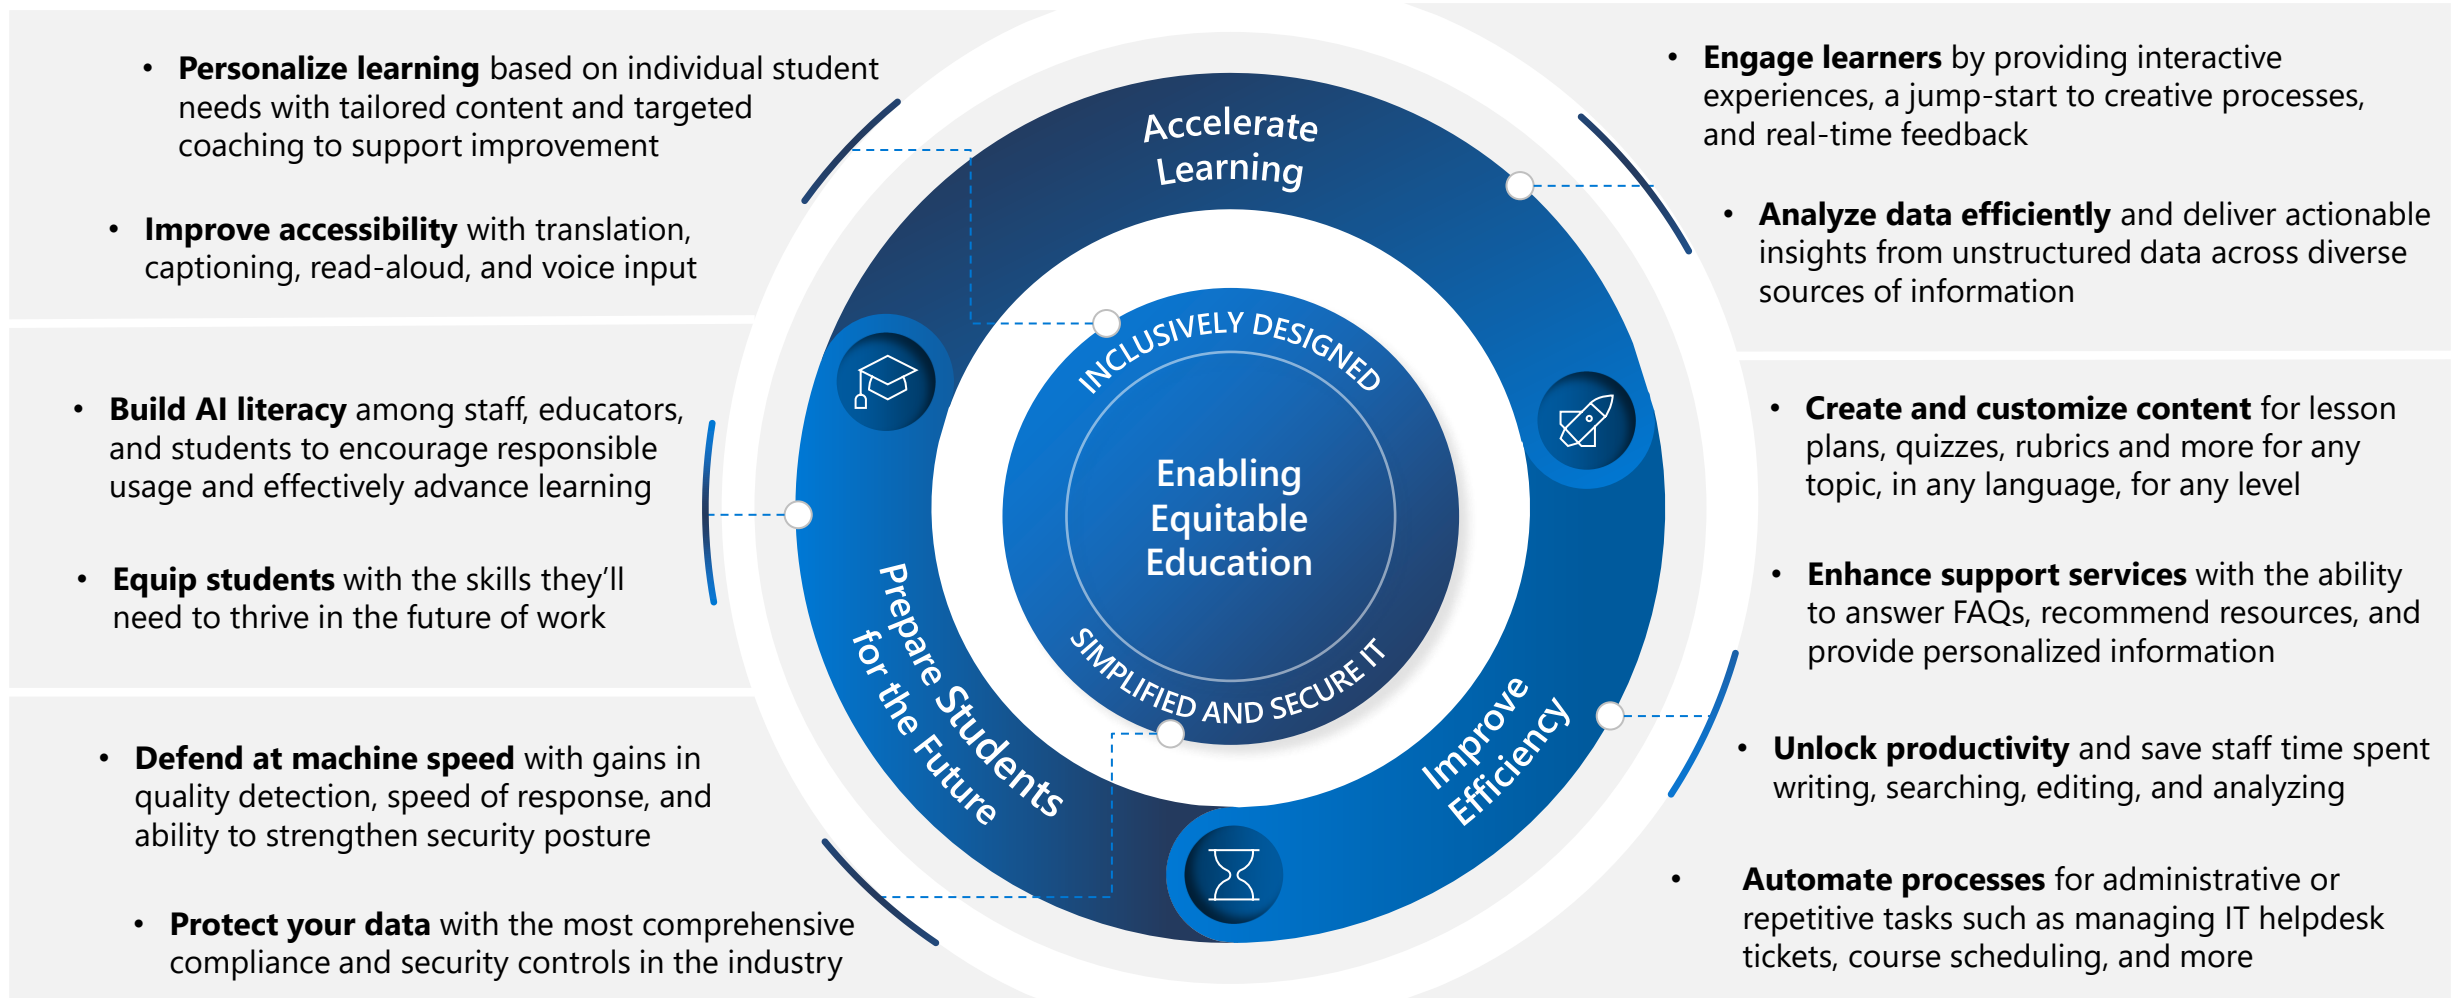 • Personalize learning based on individual student
needs with tailored content and targeted
coaching to support improvement
• Improve accessibility with translation,
captioning, read-aloud, and voice input
• Build AI literacy among staff, educators,
and students to encourage responsible
usage and effectively advance learning
• Equip students with the skills they’ll
need to thrive in the future of work
• Defend at machine speed with gains in
quality detection, speed of response, and
ability to strengthen security posture
• Protect your data with the most comprehensive
compliance and security controls in the industry
Accelerate
Learning
INCLUSIVELY DESIGNED
Enabling
Equitable
Education
SIMPLIFIED AND SECURE IT
Prepare Students
for the Future
Improve
Efficiency
• Engage learners by providing interactive
experiences, a jump-start to creative processes,
and real-time feedback
• Analyze data efficiently and deliver actionable
insights from unstructured data across diverse
sources of information
• Create and customize content for lesson
plans, quizzes, rubrics and more for any
topic, in any language, for any level
• Enhance support services with the ability
to answer FAQs, recommend resources, and
provide personalized information
• Unlock productivity and save staff time spent
writing, searching, editing, and analyzing
• Automate processes for administrative or
repetitive tasks such as managing IT helpdesk
tickets, course scheduling, and more